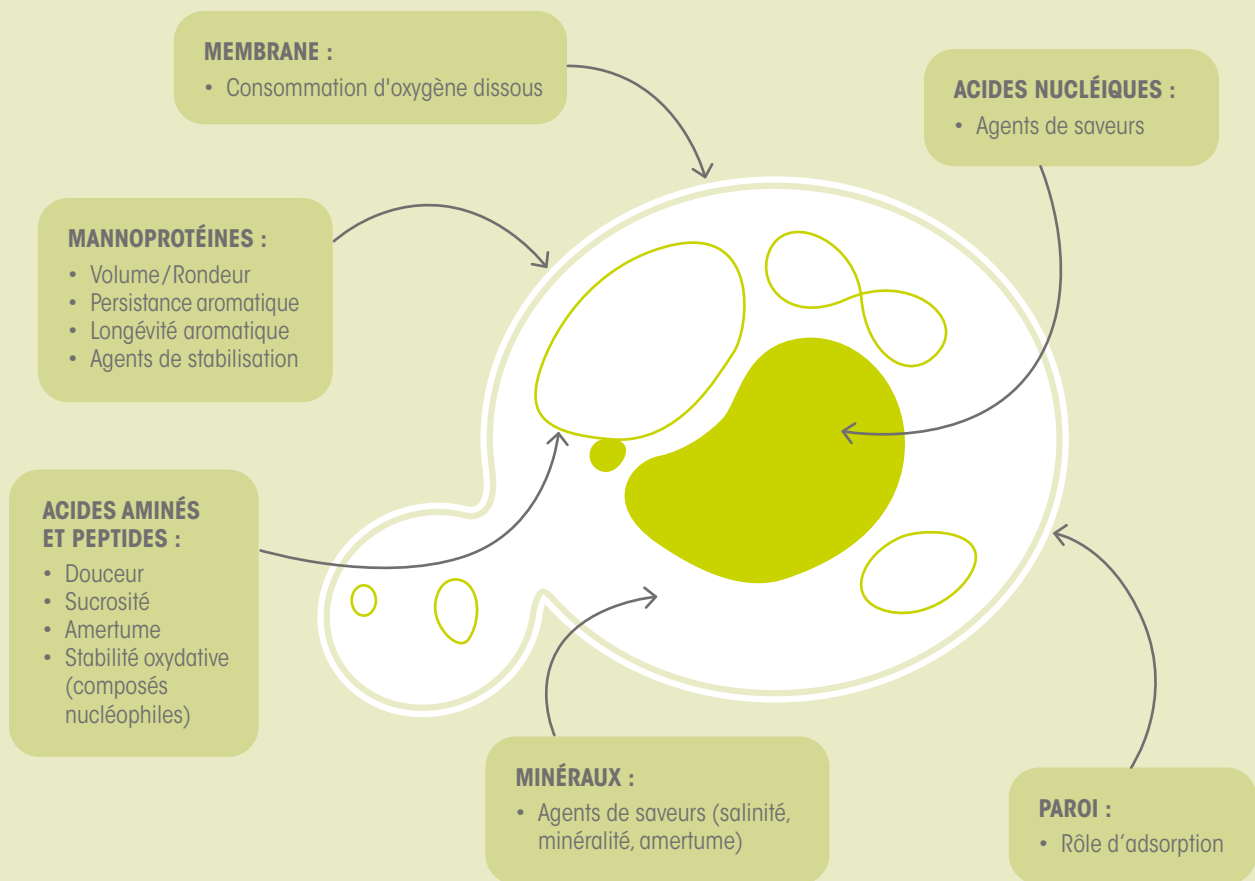 MEMBRANE :
• Consommation d'oxygène dissous
ACIDES NUCLÉIQUES :
• Agents de saveurs
MANNOPROTÉINES :
• Volume/Rondeur
• Persistance aromatique
• Longévité aromatique
• Agents de stabilisation
ACIDES AMINÉS
ET PEPTIDES :
• Douceur
• Sucrosité
• Amertume
• Stabilité oxydative
(composés
nucléophiles)
MINÉRAUX :
• Agents de saveurs (salinité,
minéralité, amertume)
PAROI :
• Rôle d’adsorption